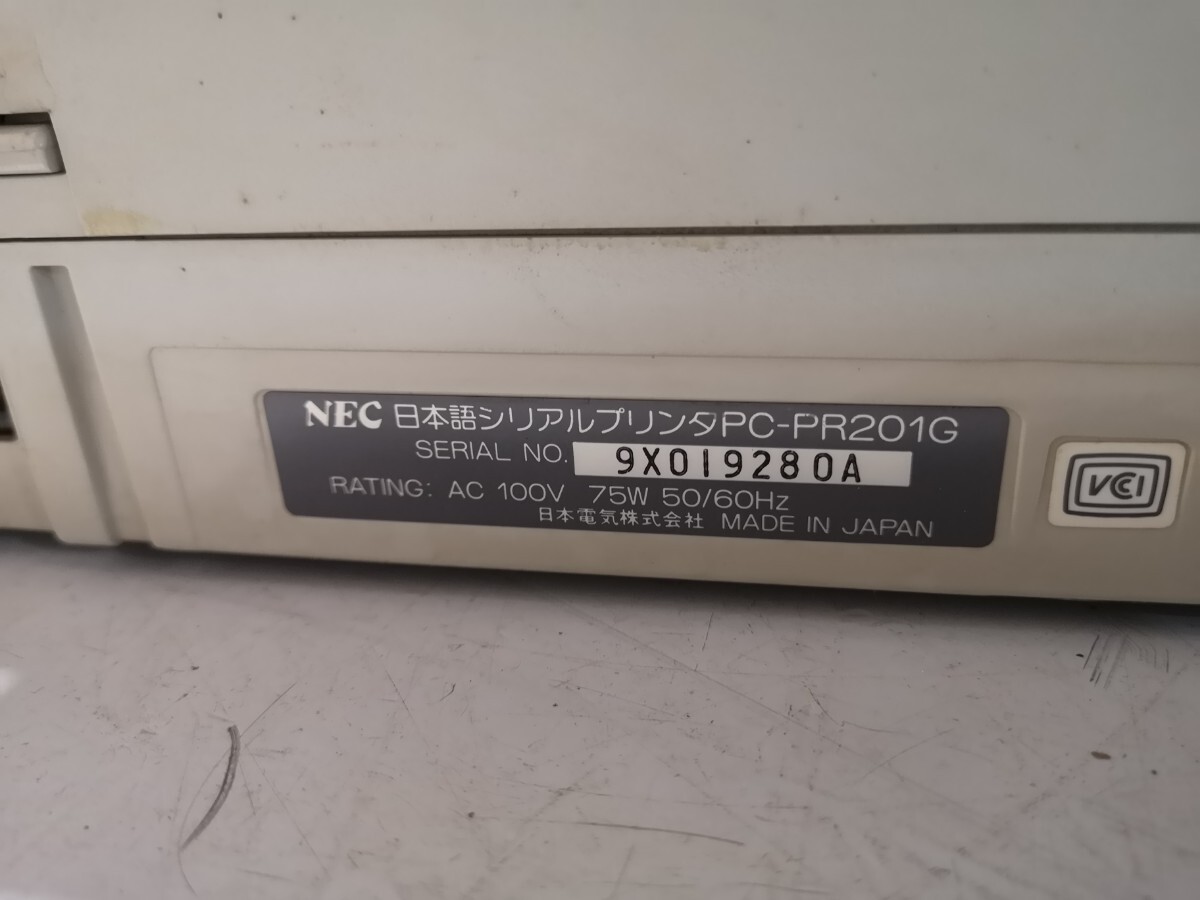 NEC 日本語シリアルプリンタPC-PR201G
SERIAL NO. 9X019280A
RATING: AC 100V 75W 50/60Hz
日本電気株式会社 MADE IN JAPAN
VCCI